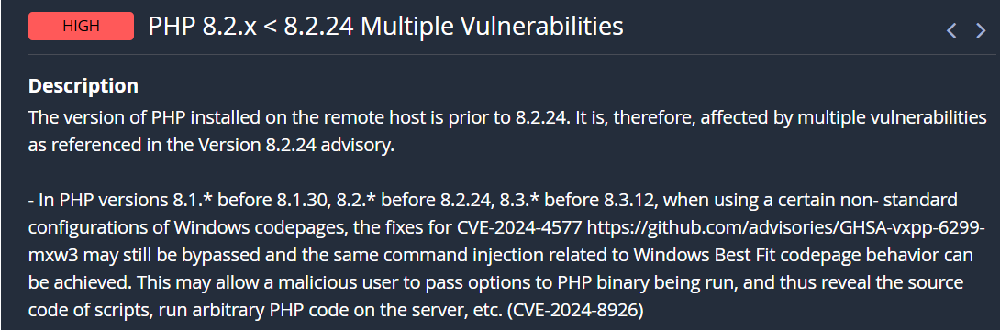 HIGH PHP 8.2.x < 8.2.24 Multiple Vulnerabilities
Description
The version of PHP installed on the remote host is prior to 8.2.24. It is, therefore, affected by multiple vulnerabilities
as referenced in the Version 8.2.24 advisory.
- In PHP versions 8.1.* before 8.1.30, 8.2.* before 8.2.24, 8.3.* before 8.3.12, when using a certain non- standard
configurations of Windows codepages, the fixes for CVE-2024-4577 https://github.com/advisories/GHSA-vxpp-6299-
mxw3 may still be bypassed and the same command injection related to Windows Best Fit codepage behavior can
be achieved. This may allow a malicious user to pass options to PHP binary being run, and thus reveal the source
code of scripts, run arbitrary PHP code on the server, etc. (CVE-2024-8926)